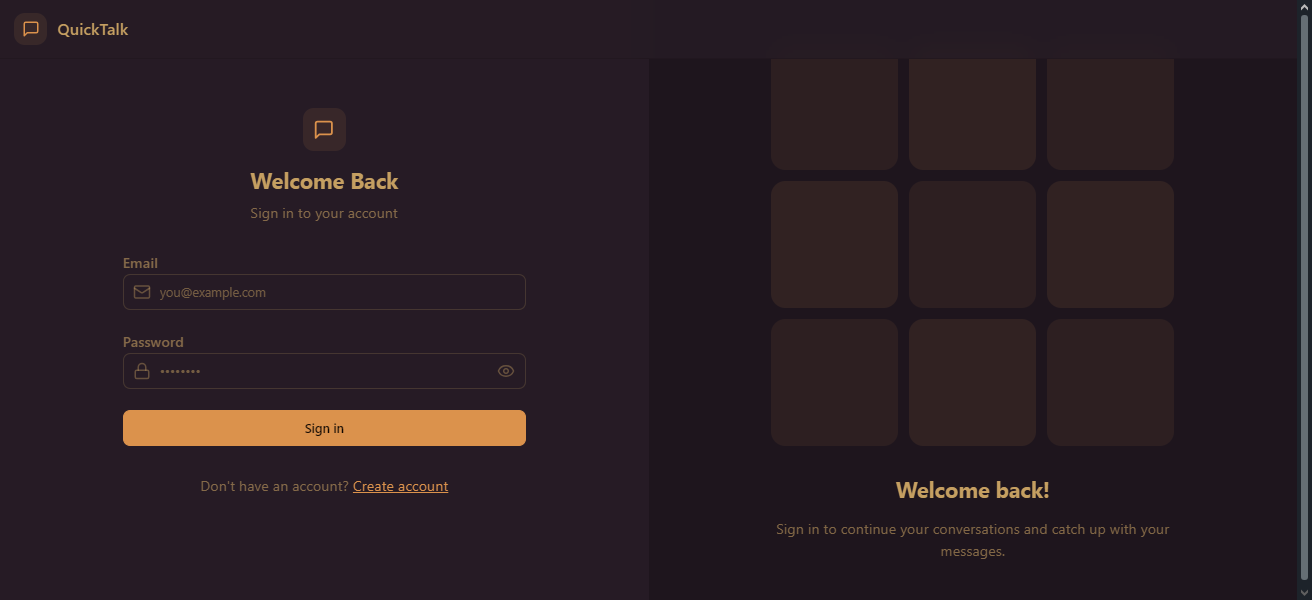 QuickTalk
Welcome Back
Sign in to your account
Email
you@example.com
Password
••••••••
Sign in
Don't have an account? Create account
Welcome back!
Sign in to continue your conversations and catch up with your
messages.